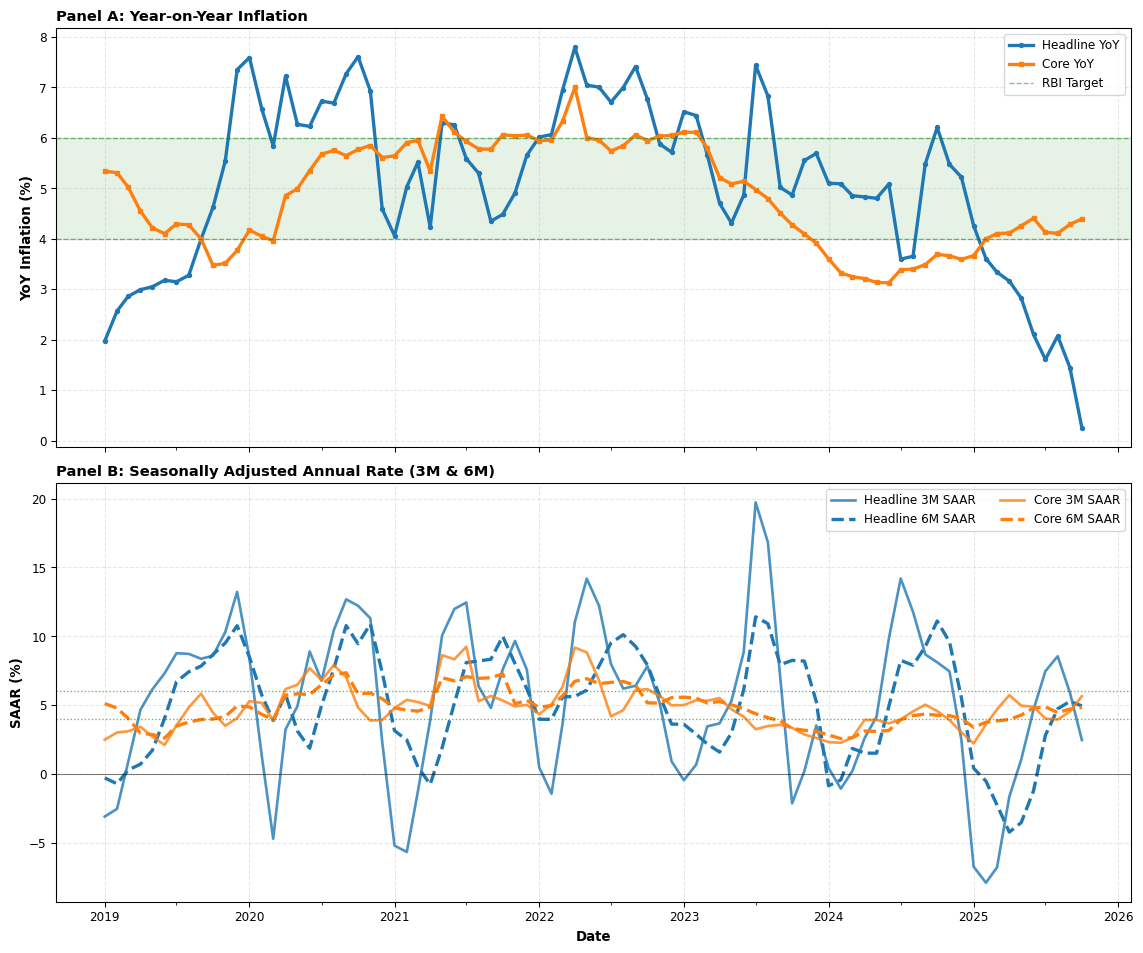 Panel A: Year-on-Year Inflation
Headline YoY
Core YoY
RBI Target
YoY Inflation (%)
8
7
6
5
4
3
2
1
0
Panel B: Seasonally Adjusted Annual Rate (3M & 6M)
Headline 3M SAAR
Headline 6M SAAR
Core 3M SAAR
Core 6M SAAR
SAAR (%)
20
15
10
5
0
−5
2019 2020 2021 2022 2023 2024 2025 2026
Date